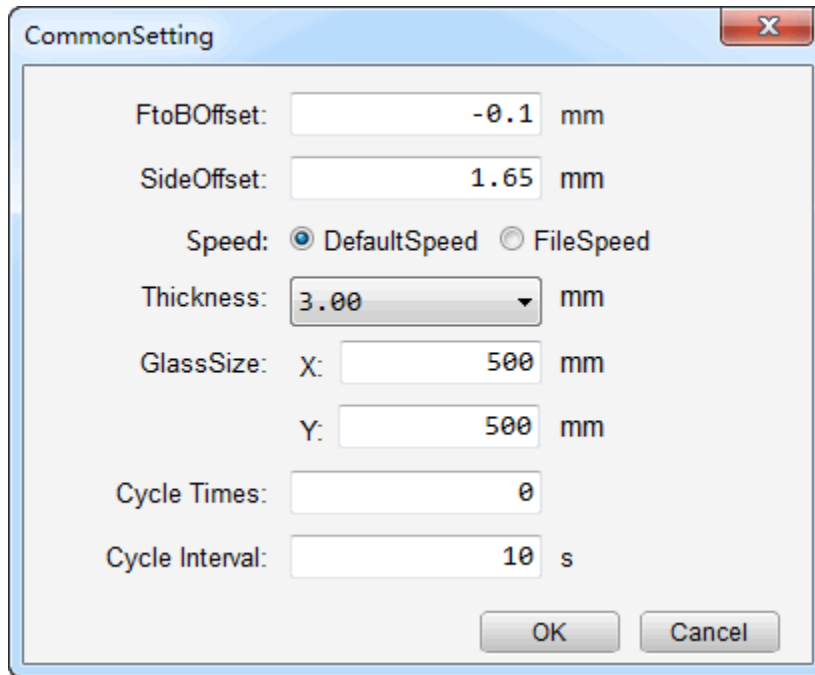 CommonSetting
FtoBOffset: -0.1 mm
SideOffset: 1.65 mm
Speed: DefaultSpeed FileSpeed
Thickness: 3.00 mm
GlassSize: X: 500 mm
Y: 500 mm
Cycle Times: 0
Cycle Interval: 10 s
OK Cancel